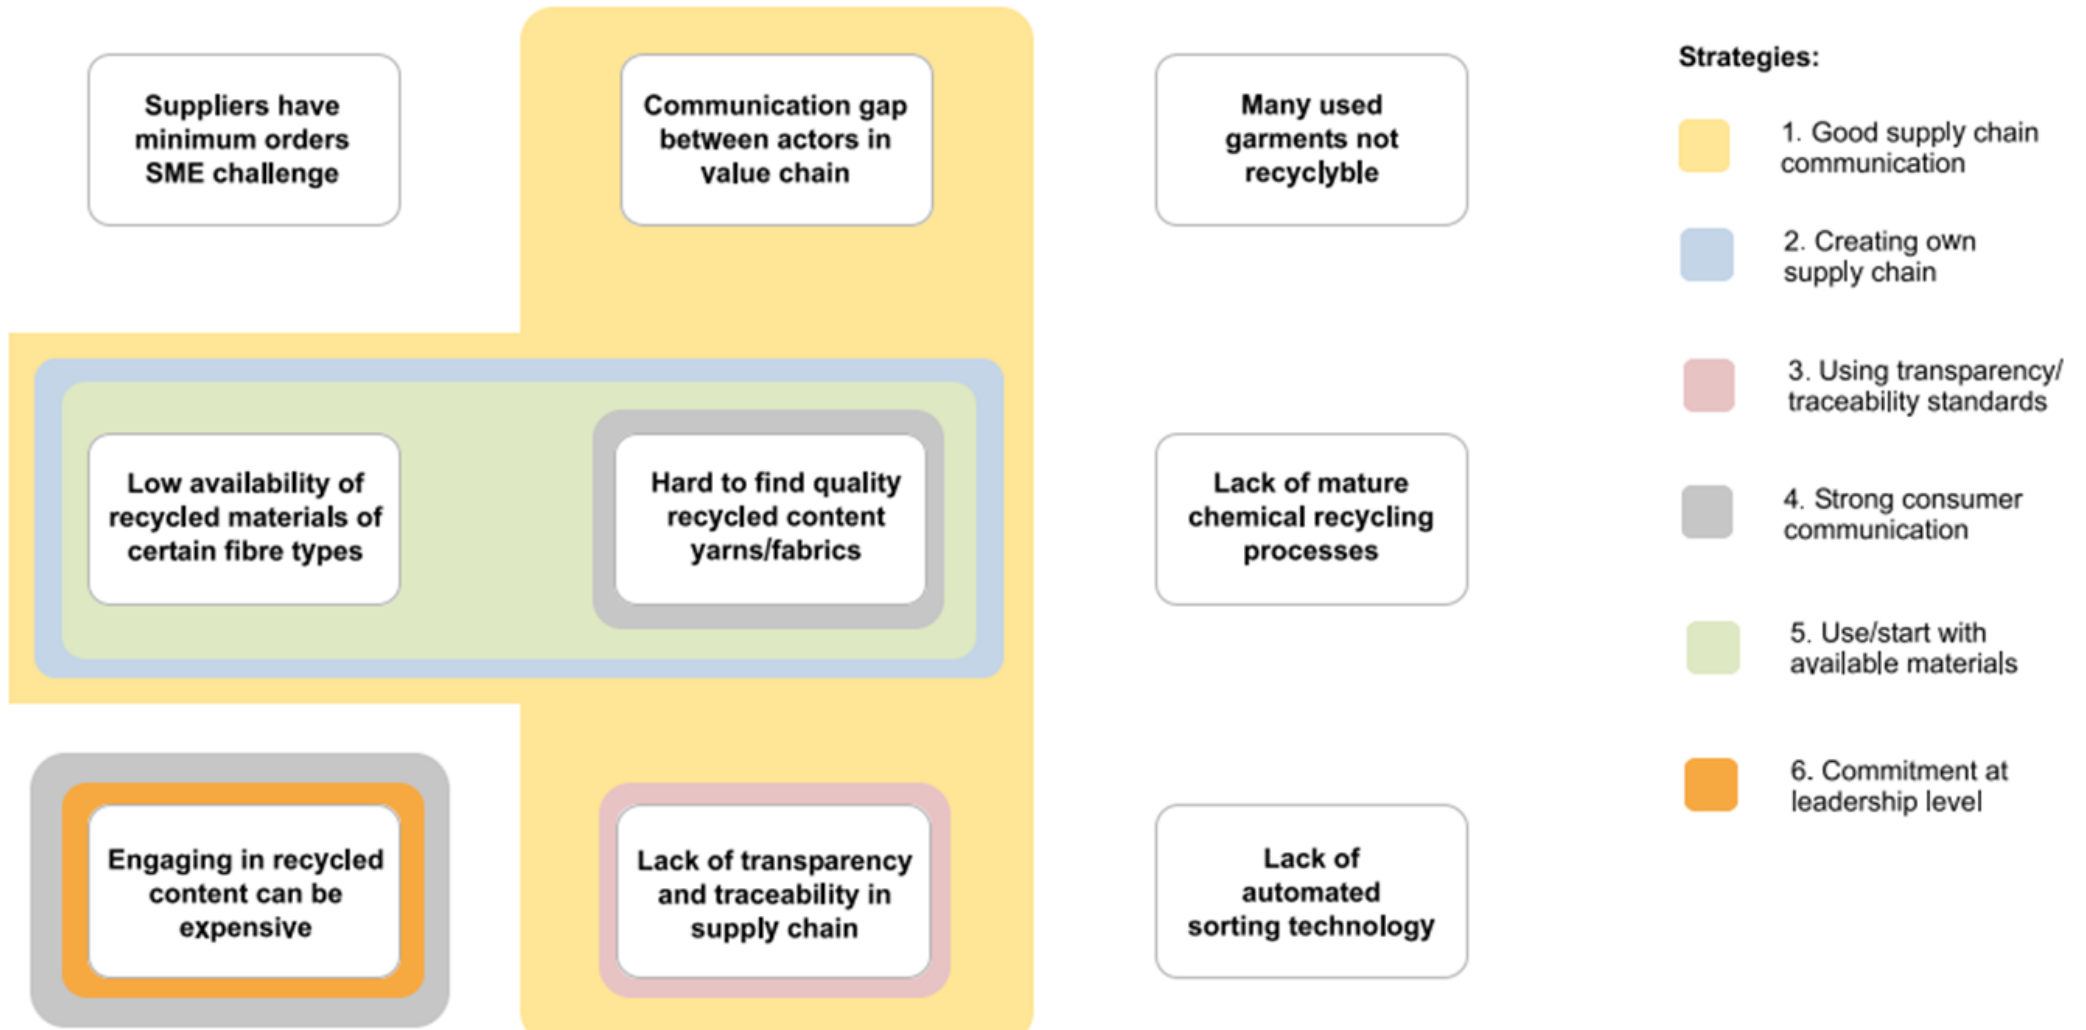 Suppliers have
minimum orders
SME challenge
Communication gap
between actors in
value chain
Many used
garments not
recyclyble
Low availability of
recycled materials of
certain fibre types
Hard to find quality
recycled content
yarns/fabrics
Lack of mature
chemical recycling
processes
Engaging in recycled
content can be
expensive
Lack of transparency
and traceability in
supply chain
Lack of
automated
sorting technology
Strategies:
1. Good supply chain
communication
2. Creating own
supply chain
3. Using transparency/
traceability standards
4. Strong consumer
communication
5. Use/start with
available materials
6. Commitment at
leadership level